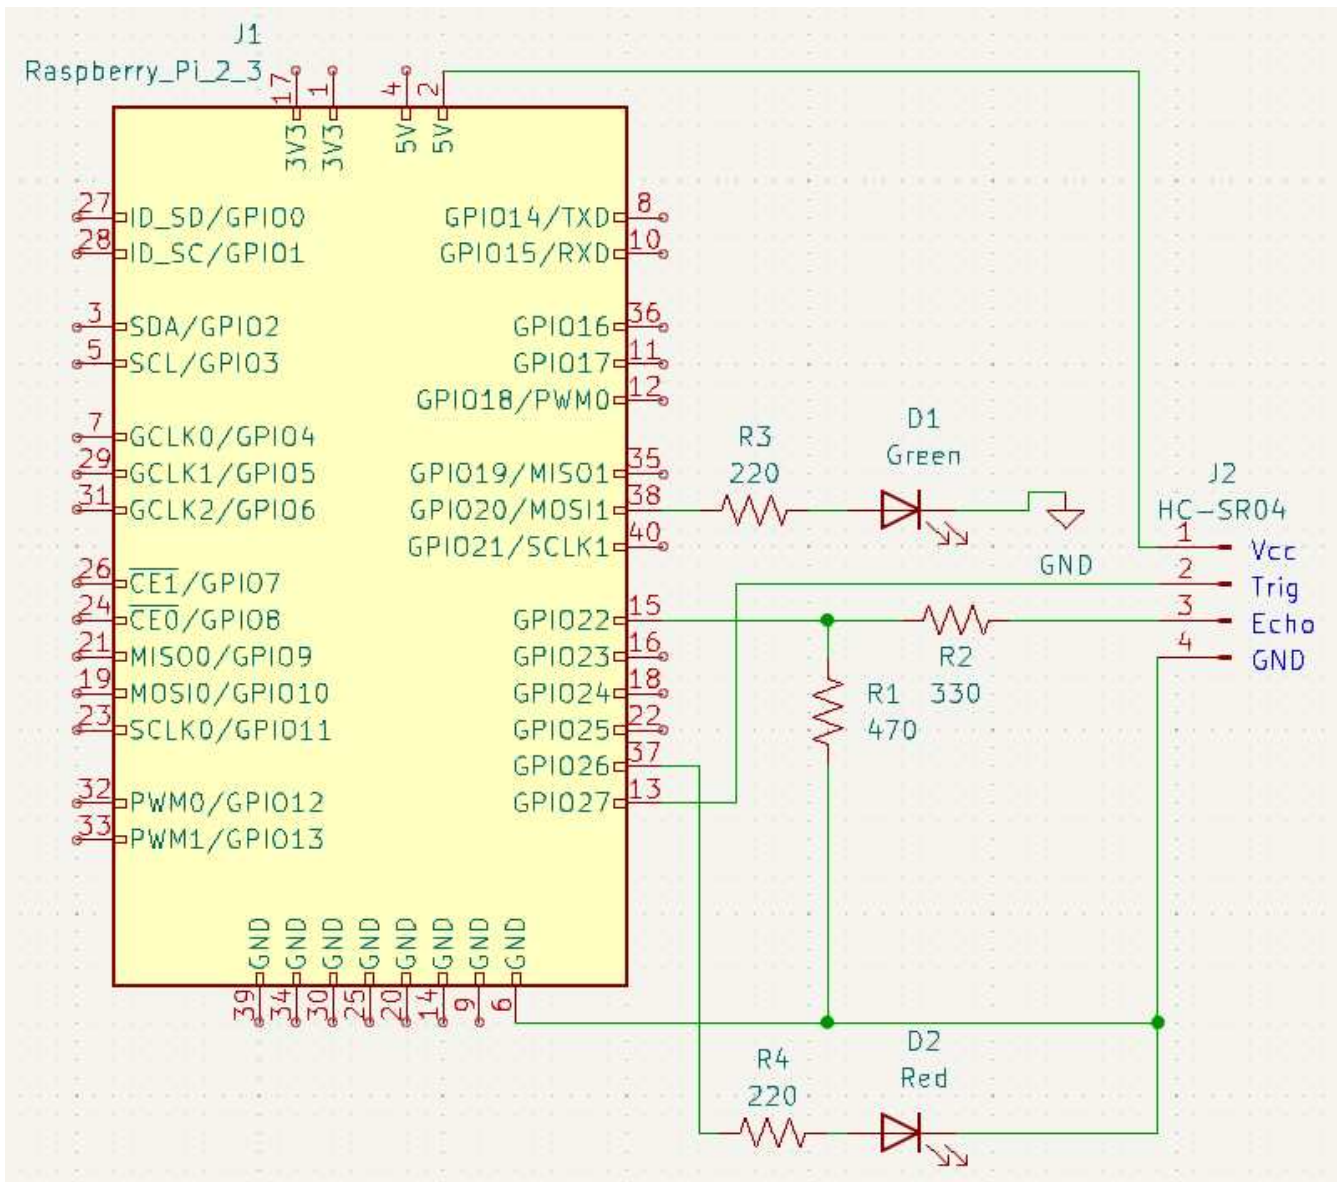 J1
Raspberry_Pi_2_3
17
1
4
2
3V3
3V3
5V
5V
27
ID_SD/GPIO0
28
ID_SC/GPIO1
3
SDA/GPIO2
5
SCL/GPIO3
7
GCLK0/GPIO4
29
GCLK1/GPIO5
31
GCLK2/GPIO6
26
CE1/GPIO7
24
CE0/GPIO8
21
MISO0/GPIO9
19
MOSI0/GPIO10
23
SCLK0/GPIO11
32
PWM0/GPIO12
33
PWM1/GPIO13
GPIO14/TXD
8
GPIO15/RXD
10
GPIO16
36
GPIO17
11
GPIO18/PWM0
12
GPIO19/MISO1
35
GPIO20/MOSI1
38
GPIO21/SCLK1
40
GPIO22
15
GPIO23
16
GPIO24
18
GPIO25
22
GPIO26
37
GPIO27
13
GND
GND
GND
GND
GND
GND
GND
GND
39
34
30
25
20
14
9
6
R3
220
D1
Green
GND
J2
HC-SR04
1
Vcc
2
Trig
3
Echo
4
GND
R2
330
R1
470
R4
220
D2
Red